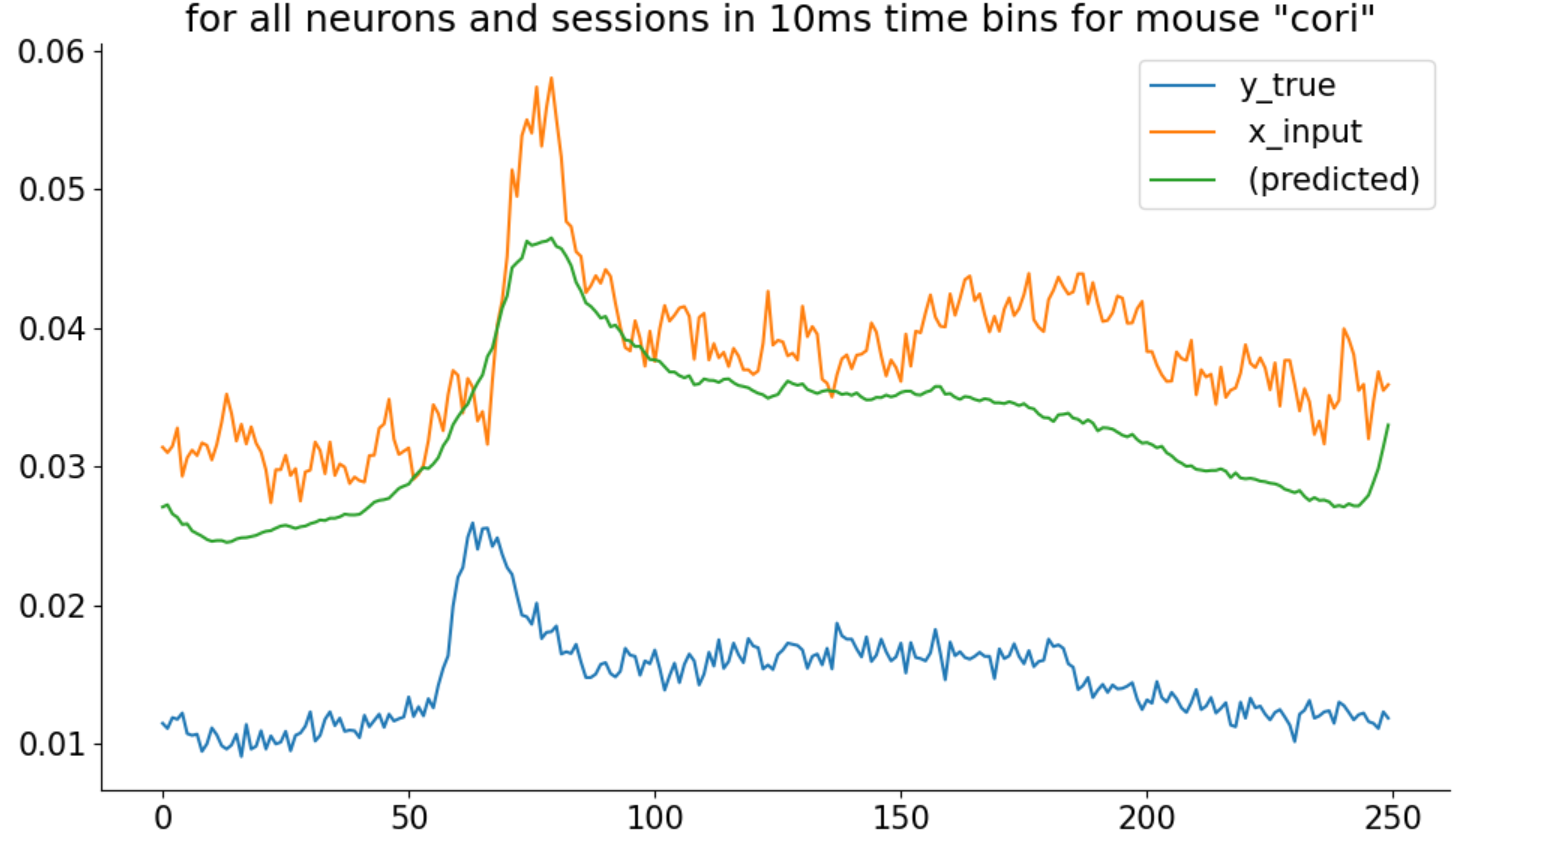 for all neurons and sessions in 10ms time bins for mouse "cori"
0.06
0.05
0.04
0.03
0.02
0.01
y_true
x_input
(predicted)
0 50 100 150 200 250